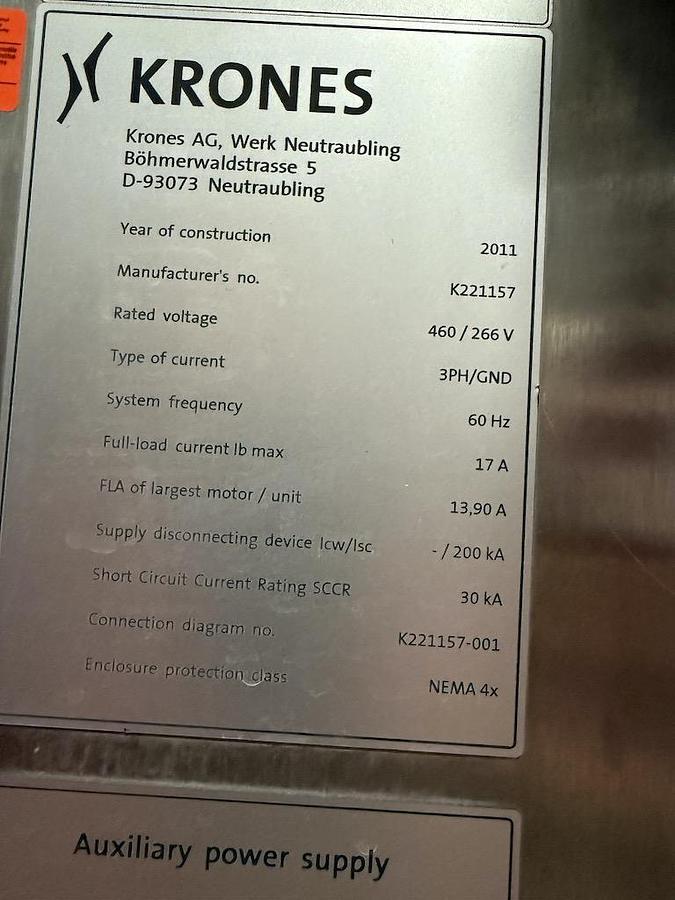 KRONES
Krones AG, Werk Neutraubling
Böhmerwaldstrasse 5
D-93073 Neutraubling
Year of construction 2011
Manufacturer's no. K221157
Rated voltage 460 / 266 V
Type of current 3PH/GND
System frequency 60 Hz
Full-load current Ib max 17 A
FLA of largest motor / unit 13,90 A
Supply disconnecting device Icw/Isc - / 200 kA
Short Circuit Current Rating SCCR 30 kA
Connection diagram no. K221157-001
Enclosure protection class NEMA 4x
Auxiliary power supply